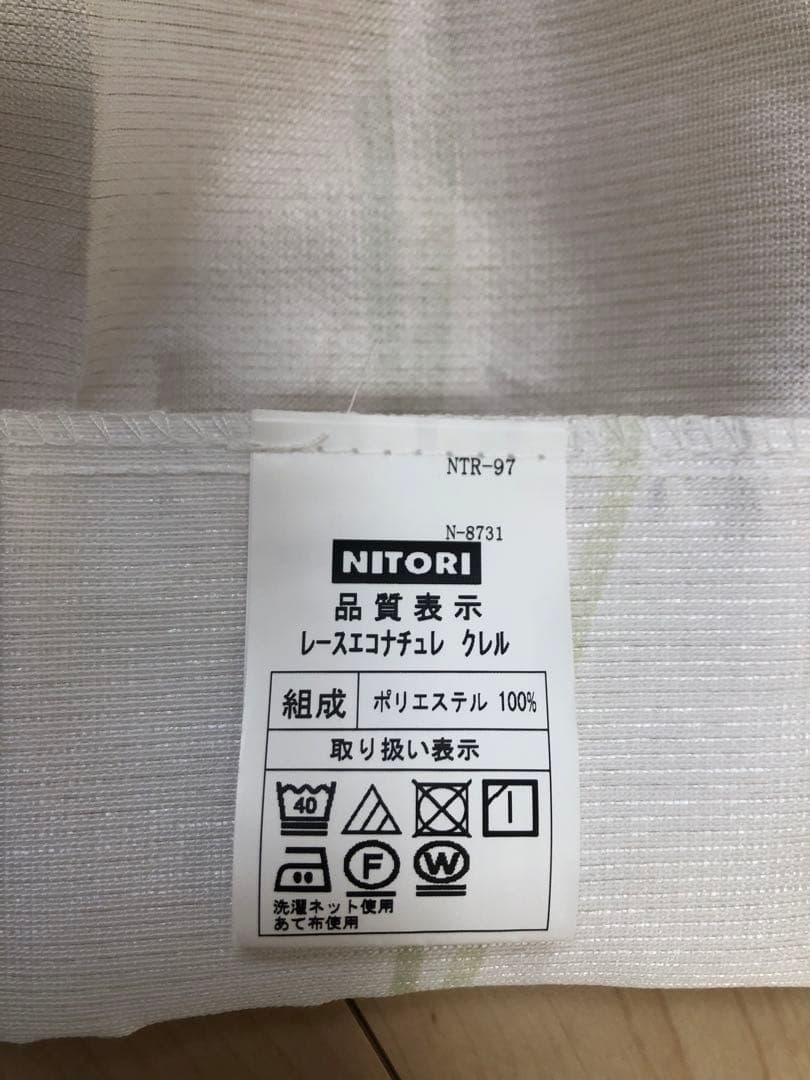 NTR-97
N-8731
NITORI
品質表示
レースエコナチュレ クレル
組成 ポリエステル 100%
取り扱い表示
40
F W
洗濯ネット使用
あて布使用